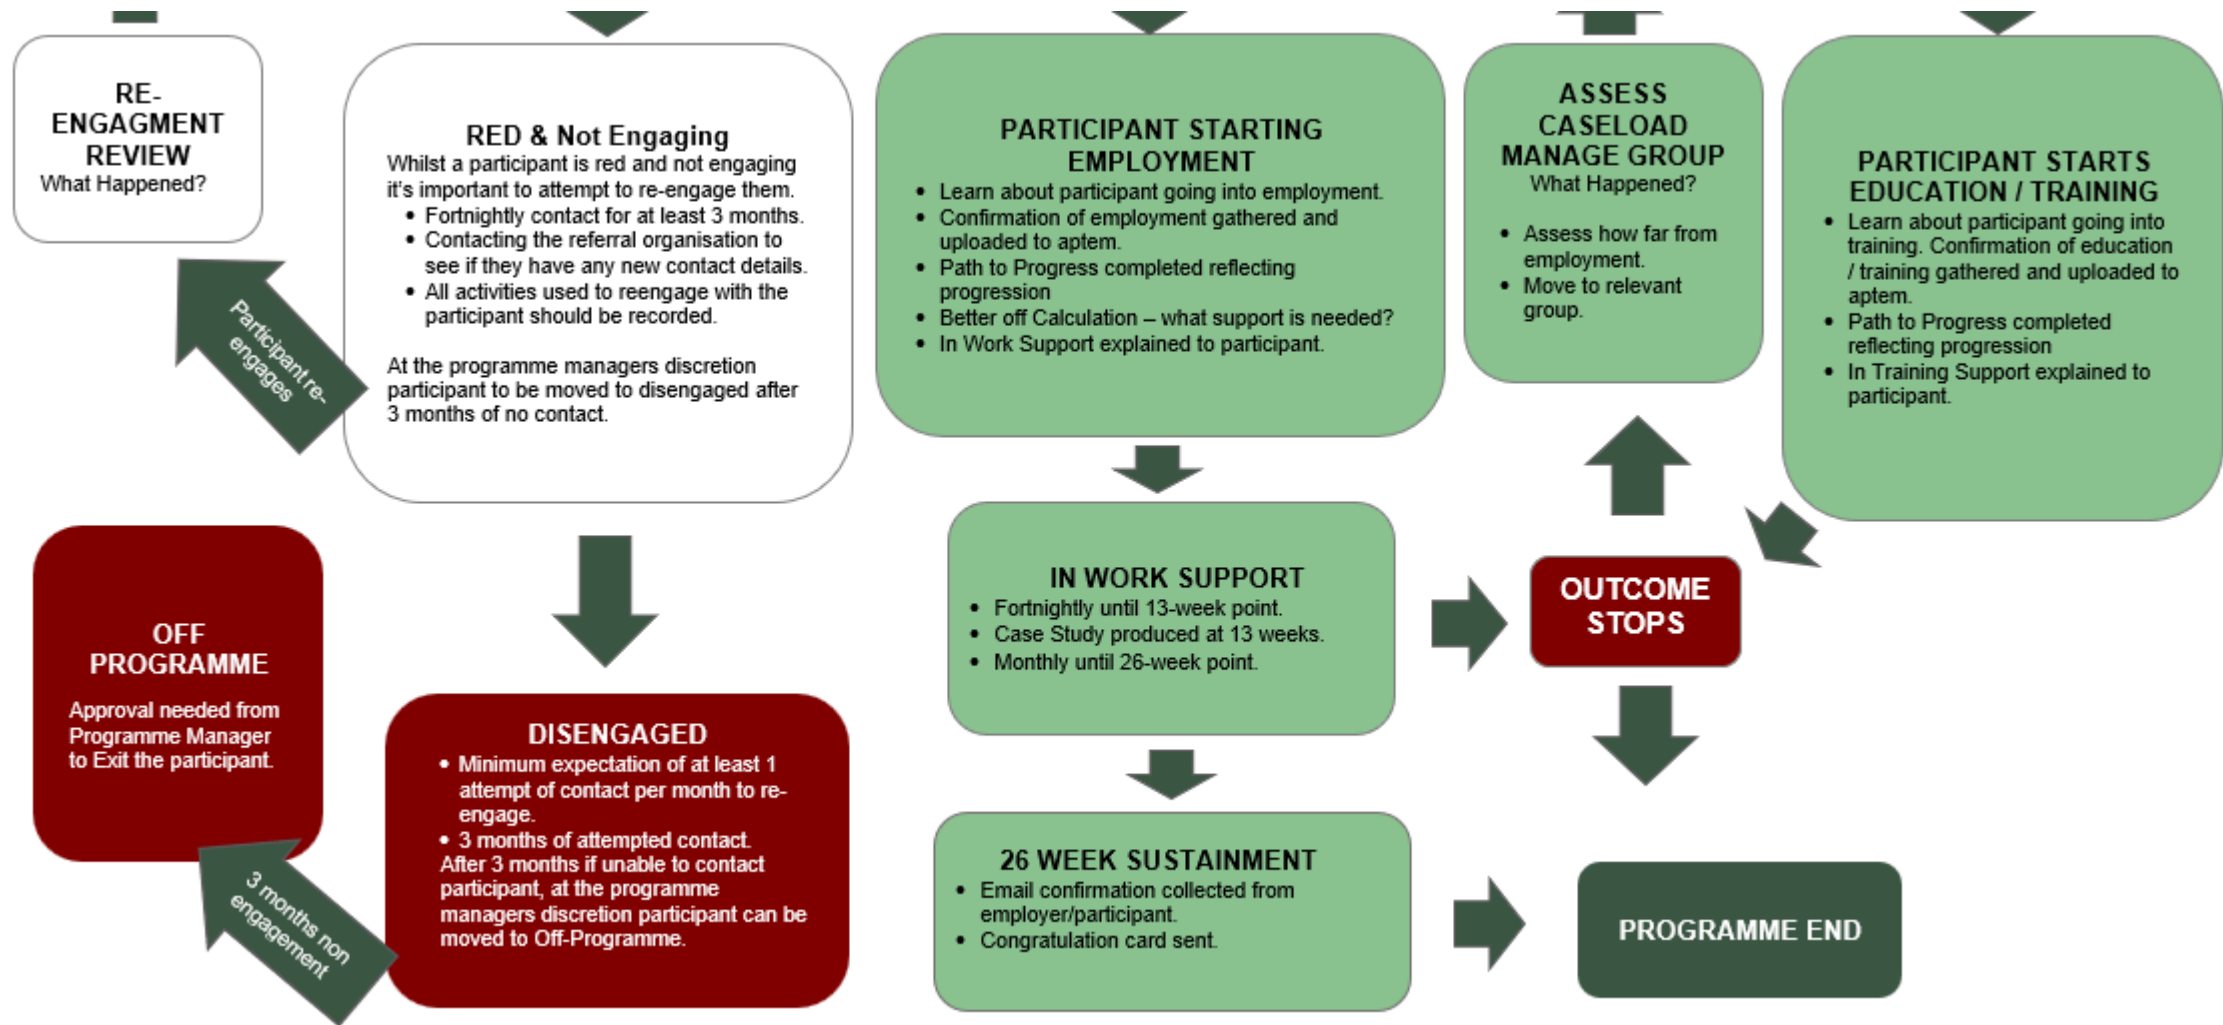 RE-
ENGAGMENT
REVIEW
What Happened?
Participant re-
engages
RED & Not Engaging
Whilst a participant is red and not engaging
it's important to attempt to re-engage them.
• Fortnightly contact for at least 3 months.
• Contacting the referral organisation to
see if they have any new contact details.
• All activities used to reengage with the
participant should be recorded.
At the programme managers discretion
participant to be moved to disengaged after
3 months of no contact.
OFF
PROGRAMME
Approval needed from
Programme Manager
to Exit the participant.
3 months non
engagement
DISENGAGED
• Minimum expectation of at least 1
attempt of contact per month to re-
engage.
• 3 months of attempted contact.
After 3 months if unable to contact
participant, at the programme
managers discretion participant can be
moved to Off-Programme.
PARTICIPANT STARTING
EMPLOYMENT
• Learn about participant going into employment.
• Confirmation of employment gathered and
uploaded to aptem.
• Path to Progress completed reflecting
progression
• Better off Calculation – what support is needed?
• In Work Support explained to participant.
IN WORK SUPPORT
• Fortnightly until 13-week point.
• Case Study produced at 13 weeks.
• Monthly until 26-week point.
26 WEEK SUSTAINMENT
• Email confirmation collected from
employer/participant.
• Congratulation card sent.
ASSESS
CASELOAD
MANAGE GROUP
What Happened?
• Assess how far from
employment.
• Move to relevant
group.
OUTCOME
STOPS
PROGRAMME END
PARTICIPANT STARTS
EDUCATION / TRAINING
• Learn about participant going into
training. Confirmation of education
/ training gathered and uploaded to
aptem.
• Path to Progress completed
reflecting progression
• In Training Support explained to
participant.